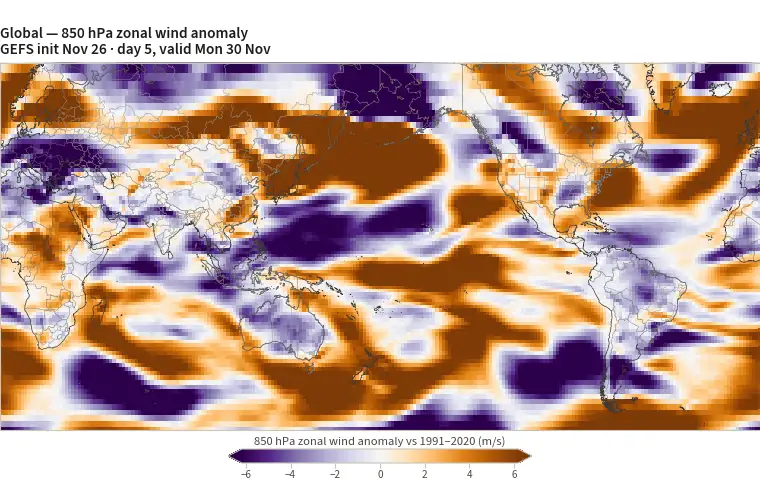 Global — 850 hPa zonal wind anomaly
GEFS init Nov 26 · day 5, valid Mon 30 Nov
850 hPa zonal wind anomaly vs 1991–2020 (m/s)
−6 −4 −2 0 2 4 6